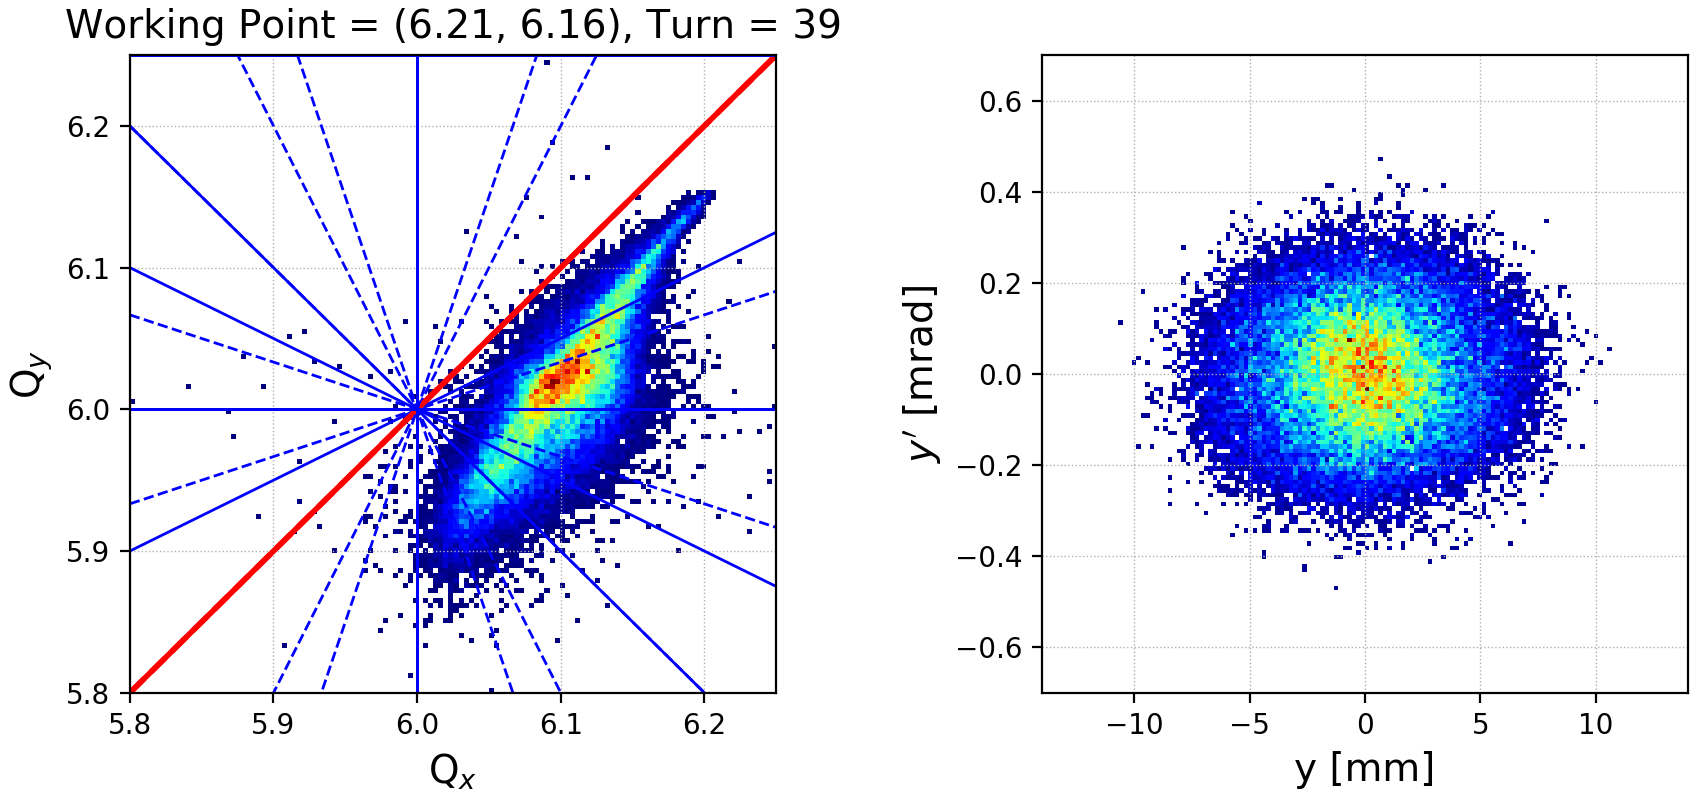 Working Point = (6.21, 6.16), Turn = 39
6.2
6.1
6.0
5.9
5.8
Q_y
5.8 5.9 6.0 6.1 6.2
Q_x
0.6
0.4
0.2
0.0
−0.2
−0.4
−0.6
y′ [mrad]
−10 −5 0 5 10
y [mm]